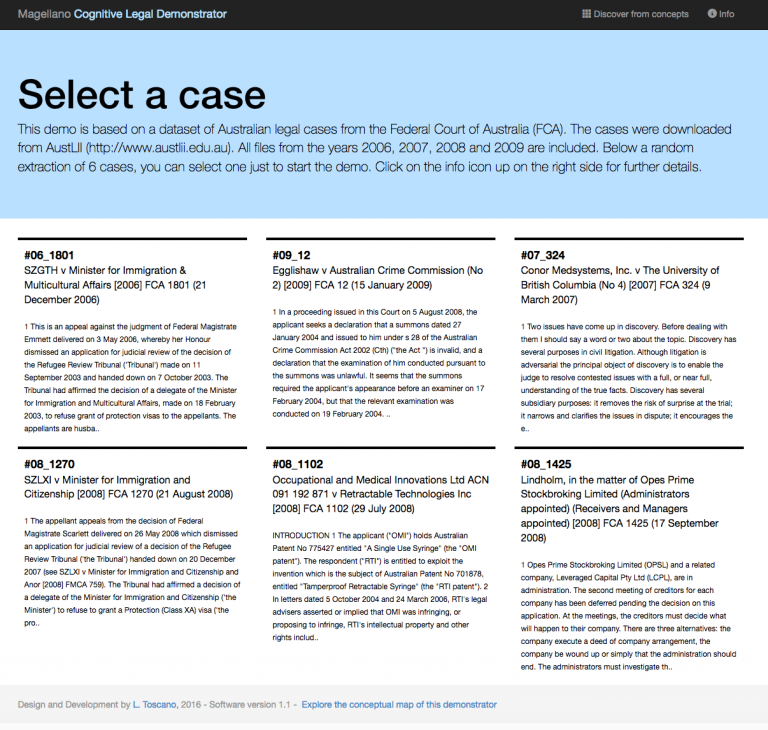 Magellano Cognitive Legal Demonstrator
Discover from concepts
Info
Select a case
This demo is based on a dataset of Australian legal cases from the Federal Court of Australia (FCA). The cases were downloaded
from AustLII (http://www.austlii.edu.au). All files from the years 2006, 2007, 2008 and 2009 are included. Below a random
extraction of 6 cases, you can select one just to start the demo. Click on the info icon up on the right side for further details.
#06_1801
SZGTH v Minister for Immigration &
Multicultural Affairs [2006] FCA 1801 (21
December 2006)
1 This is an appeal against the judgment of Federal Magistrate
Emmett delivered on 3 May 2006, whereby her Honour
dismissed an application for judicial review of the decision of
the Refugee Review Tribunal ('Tribunal') made on 11
September 2003 and handed down on 7 October 2003. The
Tribunal had affirmed the decision of a delegate of the Minister
for Immigration and Multicultural Affairs, made on 18 February
2003, to refuse grant of protection visas to the appellants. The
appellants are husba..
#09_12
Egglishaw v Australian Crime Commission (No
2) [2009] FCA 12 (15 January 2009)
1 In a proceeding issued in this Court on 5 August 2008, the
applicant seeks a declaration that a summons dated 27
January 2004 and issued to him under s 28 of the Australian
Crime Commission Act 2002 (Cth) ("the Act ") is invalid, and a
declaration that the examination of him conducted pursuant to
the summons was unlawful. It seems that the summons
required the applicant's appearance before an examiner on 17
February 2004, but that the relevant examination was
conducted on 19 February 2004. ..
#07_324
Conor Medsystems, Inc. v The University of
British Columbia (No 4) [2007] FCA 324 (9
March 2007)
1 Two issues have come up in discovery. Before dealing with
them I should say a word or two about the topic. Discovery has
several purposes in civil litigation. Although litigation is
adversarial the principal object of discovery is to enable the
judge to resolve contested issues with a full, or near full,
understanding of the true facts. Discovery has several
subsidiary purposes: it removes the risk of surprise at the trial;
it narrows and clarifies the issues in dispute; it encourages the
e..
#08_1270
SZLXI v Minister for Immigration and
Citizenship [2008] FCA 1270 (21 August 2008)
1 The appellant appeals from the decision of Federal
Magistrate Scarlett delivered on 26 May 2008 which dismissed
an application for judicial review of a decision of the Refugee
Review Tribunal ('the Tribunal') handed down on 20 December
2007 (see SZLXI v Minister for Immigration and Citizenship and
Anor [2008] FMCA 759). The Tribunal had affirmed a decision of
a delegate of the Minister for Immigration and Citizenship ('the
Minister') to refuse to grant a Protection (Class XA) visa ('the
pro..
#08_1102
Occupational and Medical Innovations Ltd ACN
091 192 871 v Retractable Technologies Inc
[2008] FCA 1102 (29 July 2008)
INTRODUCTION 1 The applicant ("OMI") holds Australian
Patent No 775427 entitled "A Single Use Syringe" (the "OMI
patent"). The respondent ("RTI") is entitled to exploit the
invention which is the subject of Australian Patent No 701878,
entitled "Tamperproof Retractable Syringe" (the "RTI patent"). 2
In letters dated 5 October 2004 and 24 March 2006, RTI's legal
advisers asserted or implied that OMI was infringing, or
proposing to infringe, RTI's intellectual property and other
rights includ..
#08_1425
Lindholm, in the matter of Opes Prime
Stockbroking Limited (Administrators
appointed) (Receivers and Managers
appointed) [2008] FCA 1425 (17 September
2008)
1 Opes Prime Stockbroking Limited (OPSL) and a related
company, Leveraged Capital Pty Ltd (LCPL), are in
administration. The second meeting of creditors for each
company has been deferred pending the decision on this
application. At the meetings, the creditors must decide what
will happen to their company. There are three alternatives: the
company execute a deed of company arrangement, the
company be wound up or simply that the administration should
end. The administrators must investigate th..
Design and Development by L. Toscano, 2016 - Software version 1.1 - Explore the conceptual map of this demonstrator